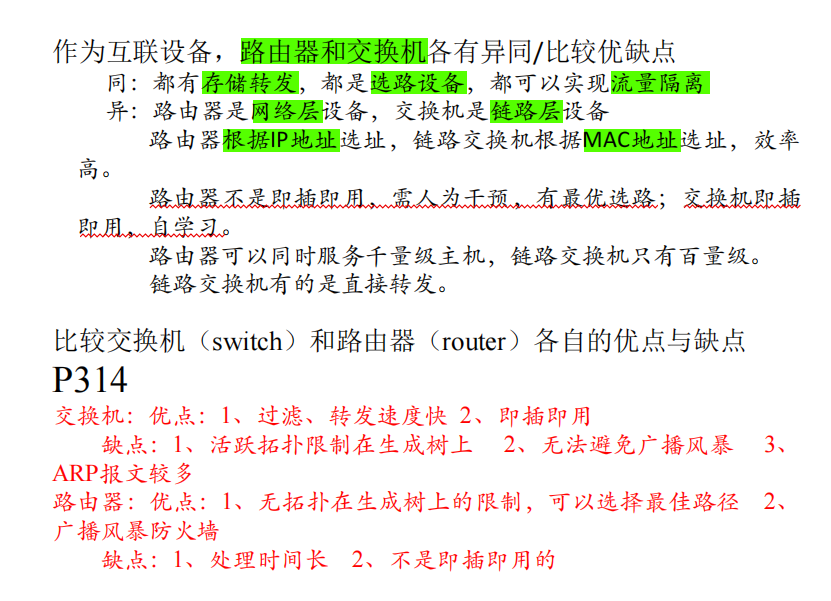 作为互联设备，路由器和交换机各有异同/比较优缺点
同：都有存储转发，都是选路设备，都可以实现流量隔离
异：路由器是网络层设备，交换机是链路层设备
路由器根据IP地址选址，链路交换机根据MAC地址选址，效率
高。
路由器不是即插即用，需人为干预，有最优选路；交换机即插
即用，自学习。
路由器可以同时服务千量级主机，链路交换机只有百量级。
链路交换机有的是直接转发。
比较交换机（switch）和路由器（router）各自的优点与缺点
P314
交换机：优点：1、过滤、转发速度快 2、即插即用
缺点：1、活跃拓扑限制在生成树上 2、无法避免广播风暴 3、
ARP报文较多
路由器：优点：1、无拓扑在生成树上的限制，可以选择最佳路径 2、
广播风暴防火墙
缺点：1、处理时间长 2、不是即插即用的